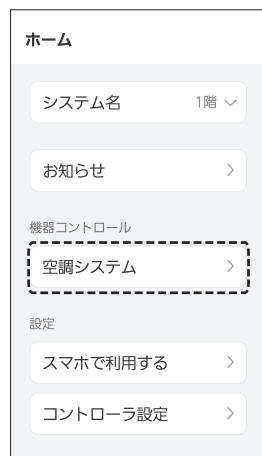 ホーム
システム名 1階
お知らせ
機器コントロール
空調システム
設定
スマホで利用する
コントローラ設定